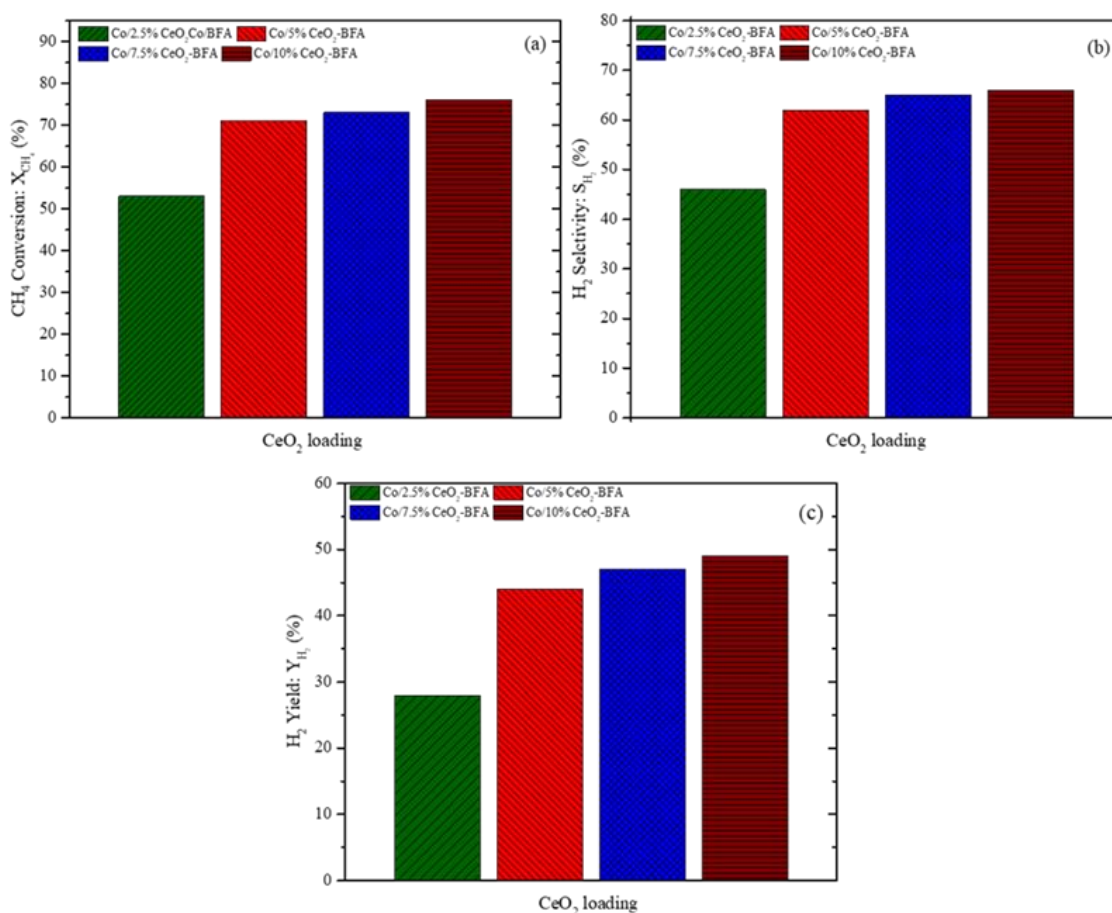 Co/2.5% CeO₂Co/BFA Co/5% CeO₂-BFA
Co/7.5% CeO₂-BFA Co/10% CeO₂-BFA
(a)
90
80
70
60
50
40
30
20
10
0
CH₄ Conversion: X_CH₄ (%)
CeO₂ loading
Co/2.5% CeO₂-BFA Co/5% CeO₂-BFA
Co/7.5% CeO₂-BFA Co/10% CeO₂-BFA
(b)
80
70
60
50
40
30
20
10
0
H₂ Selctivity: S_H₂ (%)
CeO₂ loading
Co/2.5% CeO₂-BFA Co/5% CeO₂-BFA
Co/7.5% CeO₂-BFA Co/10% CeO₂-BFA
(c)
60
50
40
30
20
10
0
H₂ Yield: Y_H₂ (%)
CeO₂ loading